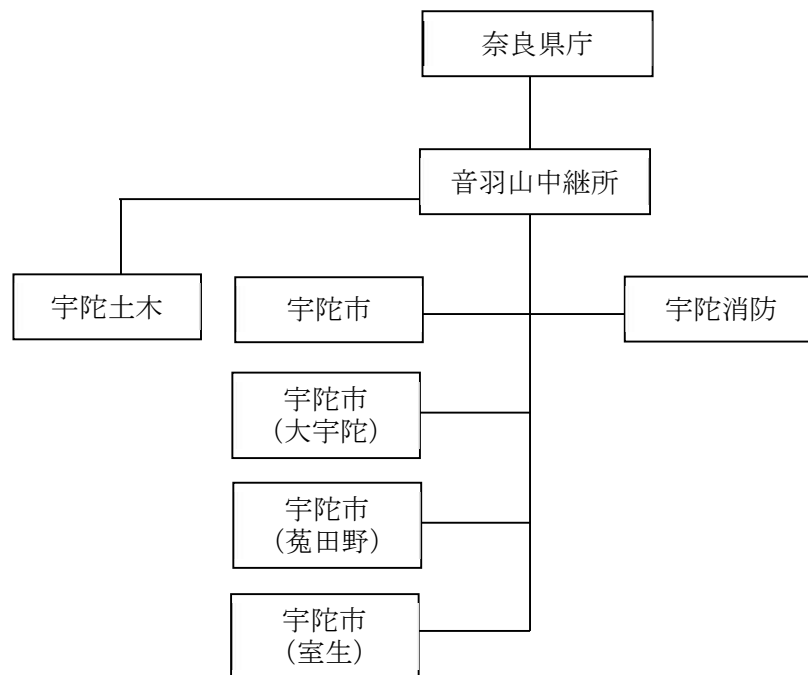 奈良県庁
音羽山中継所
宇陀土木
宇陀市
宇陀消防
宇陀市
（大宇陀）
宇陀市
（菟田野）
宇陀市
（室生）